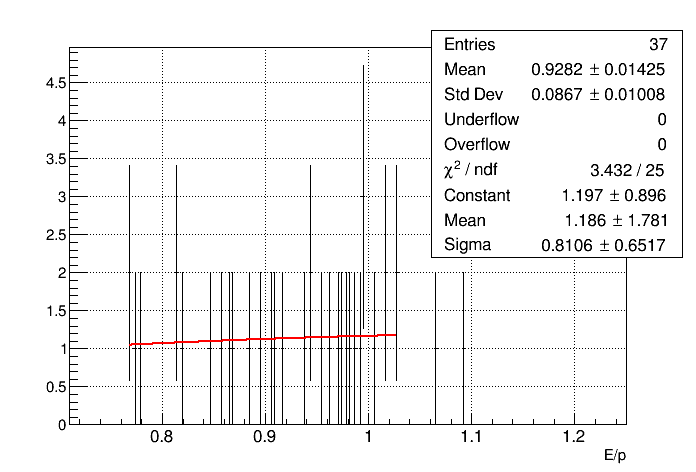 Entries 37
Mean 0.9282 ± 0.01425
Std Dev 0.0867 ± 0.01008
Underflow 0
Overflow 0
χ² / ndf 3.432 / 25
Constant 1.197 ± 0.896
Mean 1.186 ± 1.781
Sigma 0.8106 ± 0.6517
4.5
4
3.5
3
2.5
2
1.5
1
0.5
0
0.8 0.9 1 1.1 1.2
E/p